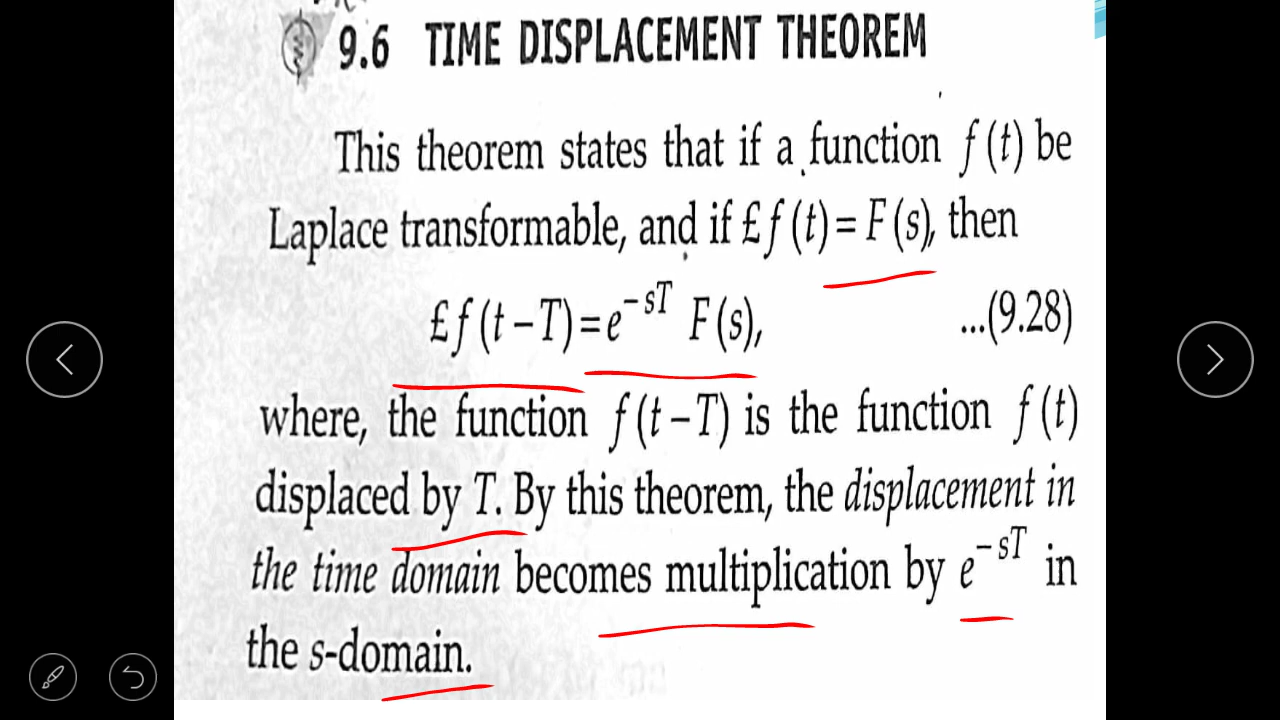 9.6 TIME DISPLACEMENT THEOREM
This theorem states that if a function f (t) be
Laplace transformable, and if £ f (t) = F (s), then
£ f (t – T) = e^{– sT} F (s), ...(9.28)
where, the function f (t – T) is the function f (t)
displaced by T. By this theorem, the displacement in
the time domain becomes multiplication by e^{– sT} in
the s-domain.